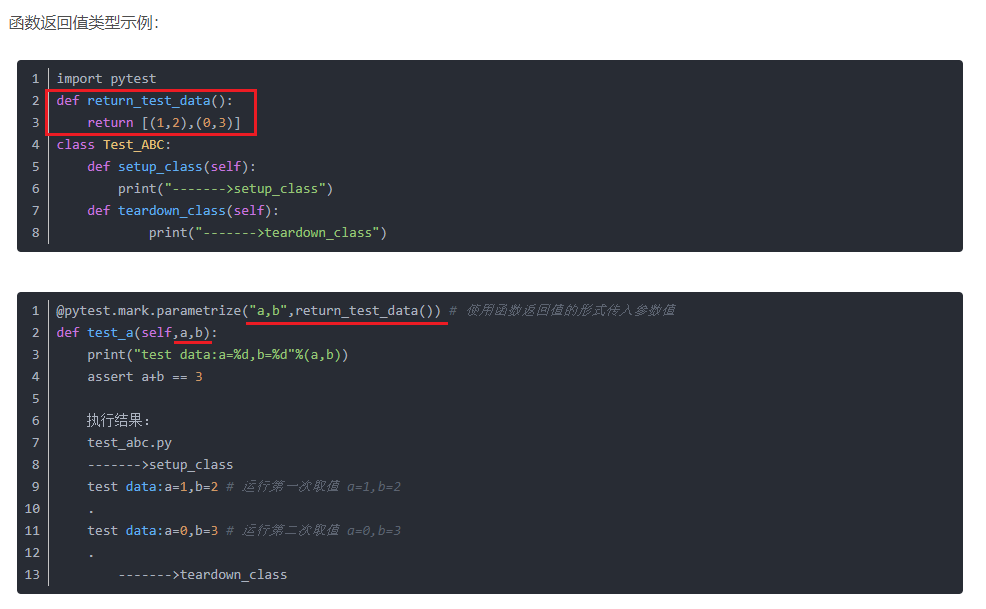 函数返回值类型示例：
1 import pytest
2 def return_test_data():
3     return [(1,2),(0,3)]
4 class Test_ABC:
5     def setup_class(self):
6         print("------->setup_class")
7     def teardown_class(self):
8             print("------->teardown_class")
1 @pytest.mark.parametrize("a,b",return_test_data()) # 使用函数返回值的形式传入参数值
2 def test_a(self,a,b):
3     print("test data:a=%d,b=%d"%(a,b))
4     assert a+b == 3
5
6     执行结果：
7     test_abc.py
8     ------->setup_class
9     test data:a=1,b=2 # 运行第一次取值 a=1,b=2
10     .
11     test data:a=0,b=3 # 运行第二次取值 a=0,b=3
12     .
13         ------->teardown_class